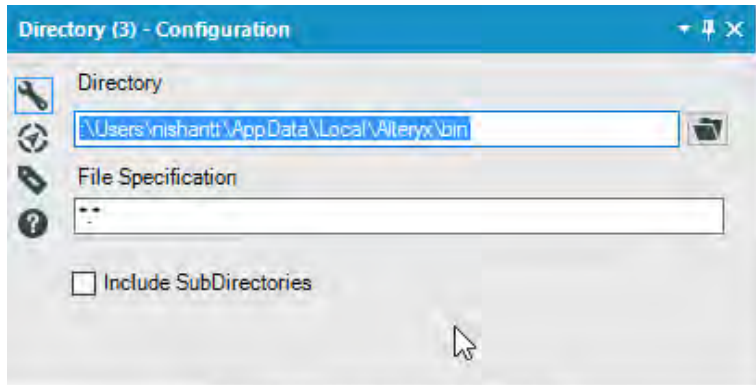 Directory (3) - Configuration
Directory
:\Users\nishantt\AppData\Local\Alteryx\bin
File Specification
*.*
Include SubDirectories